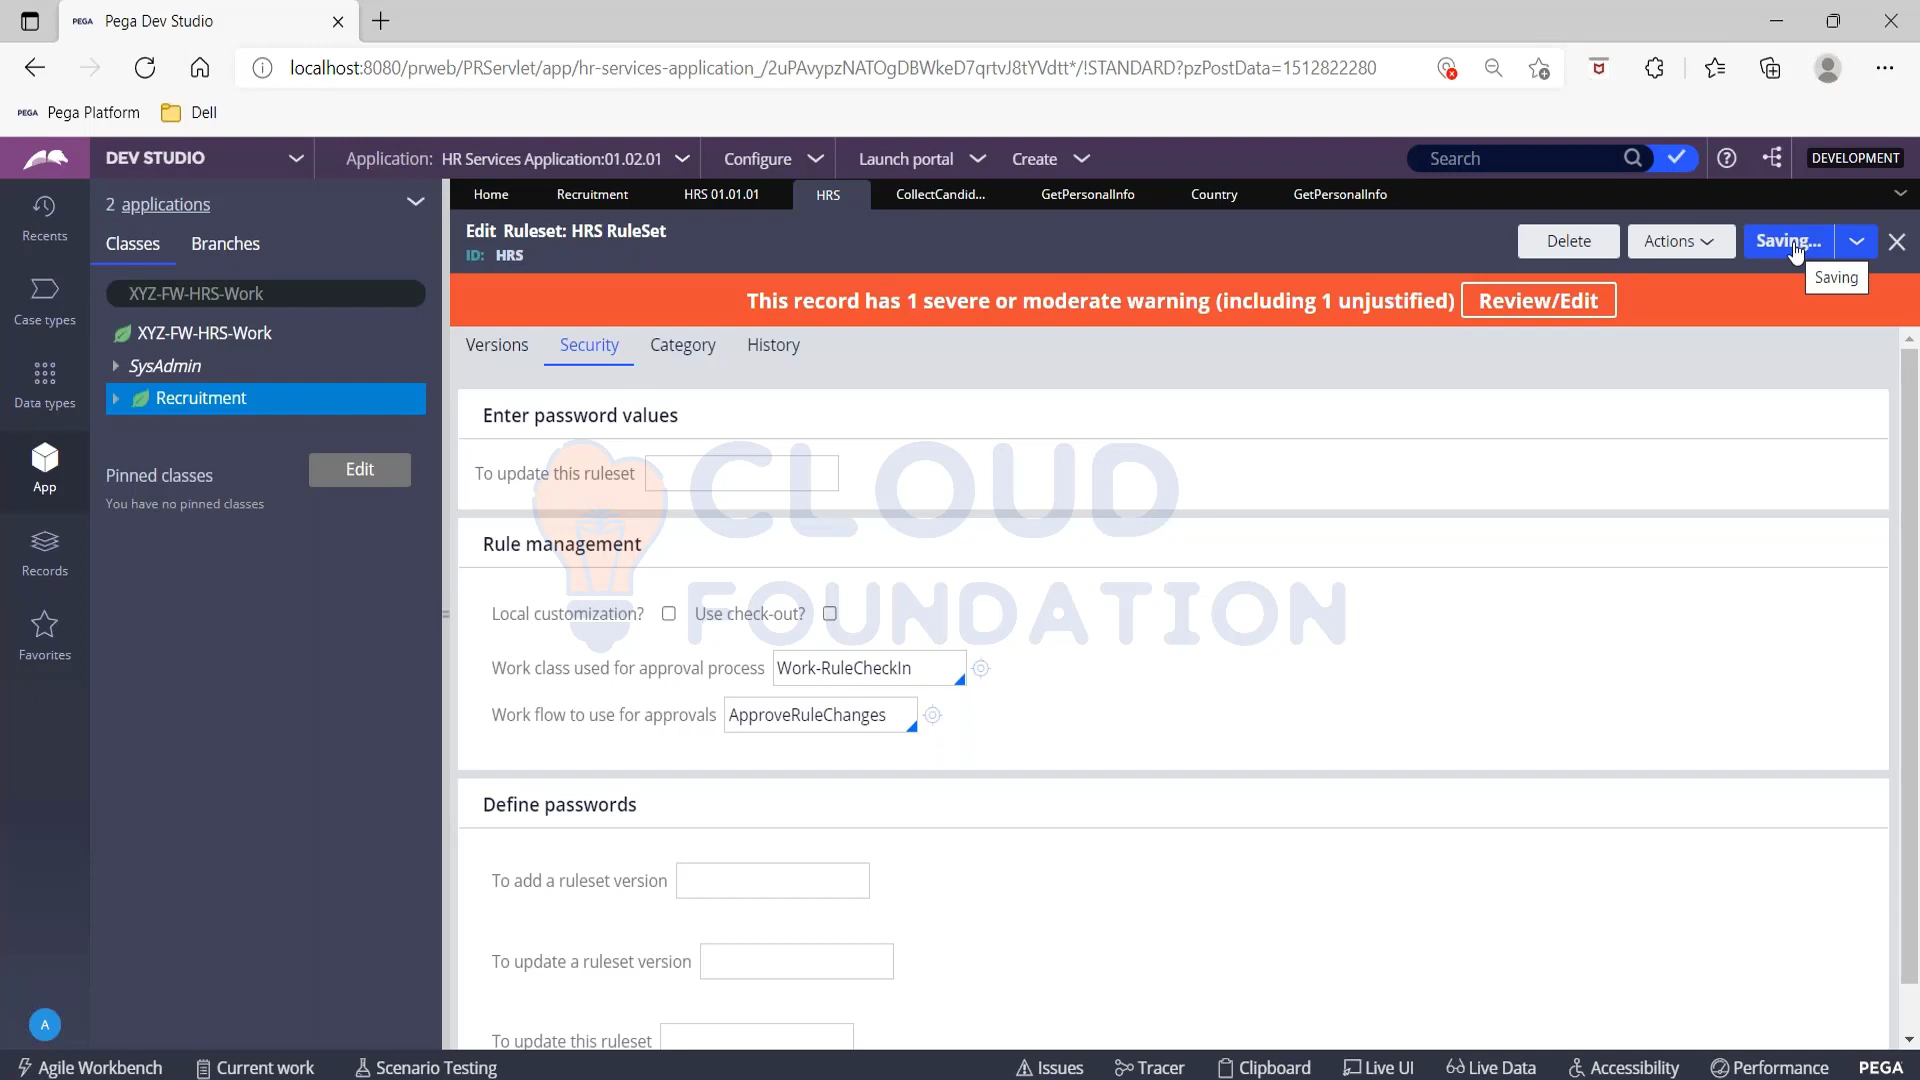 PEGA Pega Dev Studio
localhost:8080/prweb/PRServlet/app/hr-services-application_/2uPAvypzNATOgDBWkeD7qrtvJ8tYVdtt*/!STANDARD?pzPostData=1512822280
PEGA Pega Platform Dell
DEV STUDIO Application: HR Services Application:01.02.01 Configure Launch portal Create Search DEVELOPMENT
Home Recruitment HRS 01.01.01 HRS CollectCandid... GetPersonalInfo Country GetPersonalInfo
Recents
Case types
Data types
App
Records
Favorites
A
2 applications
Classes Branches
XYZ-FW-HRS-Work
XYZ-FW-HRS-Work
SysAdmin
Recruitment
Pinned classes Edit
You have no pinned classes
Edit Ruleset: HRS RuleSet
ID: HRS
Delete Actions Saving...
Saving
This record has 1 severe or moderate warning (including 1 unjustified) Review/Edit
Versions Security Category History
Enter password values
To update this ruleset
CLOUD
FOUNDATION
Rule management
Local customization? Use check-out?
Work class used for approval process Work-RuleCheckIn
Work flow to use for approvals ApproveRuleChanges
Define passwords
To add a ruleset version
To update a ruleset version
To update this ruleset
Agile Workbench Current work Scenario Testing Issues Tracer Clipboard Live UI Live Data Accessibility Performance PEGA